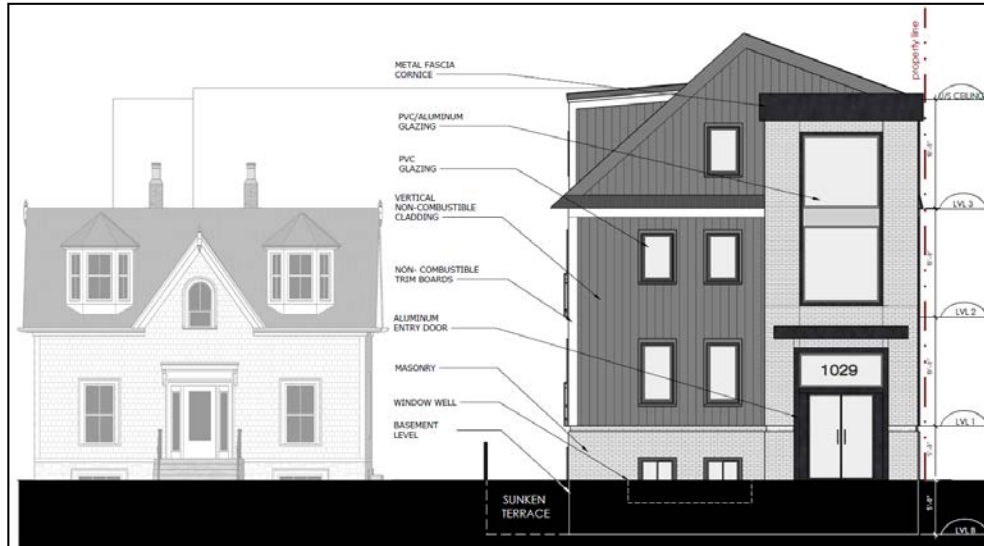 METAL FASCIA
CORNICE
PVC/ALUMINUM
GLAZING
PVC
GLAZING
VERTICAL
NON-COMBUSTIBLE
CLADDING
NON- COMBUSTIBLE
TRIM BOARDS
ALUMINUM
ENTRY DOOR
MASONRY
WINDOW WELL
BASEMENT
LEVEL
SUNKEN
TERRACE
1029
property line
U/S CEILING
LVL 3
LVL 2
LVL 1
LVL B